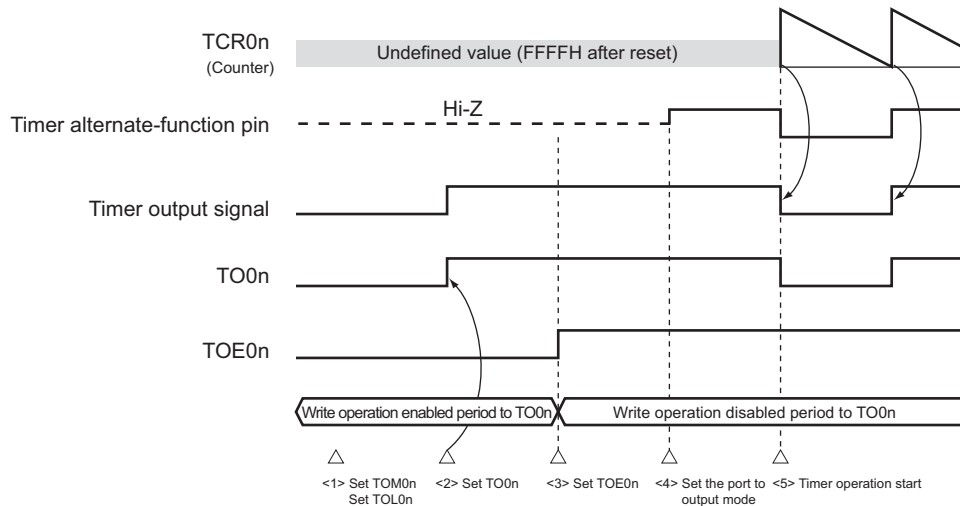 TCR0n
(Counter)
Undefined value (FFFFH after reset)
Timer alternate-function pin
Hi-Z
Timer output signal
TO0n
TOE0n
Write operation enabled period to TO0n
Write operation disabled period to TO0n
<1> Set TOM0n
Set TOL0n
<2> Set TO0n
<3> Set TOE0n
<4> Set the port to
output mode
<5> Timer operation start